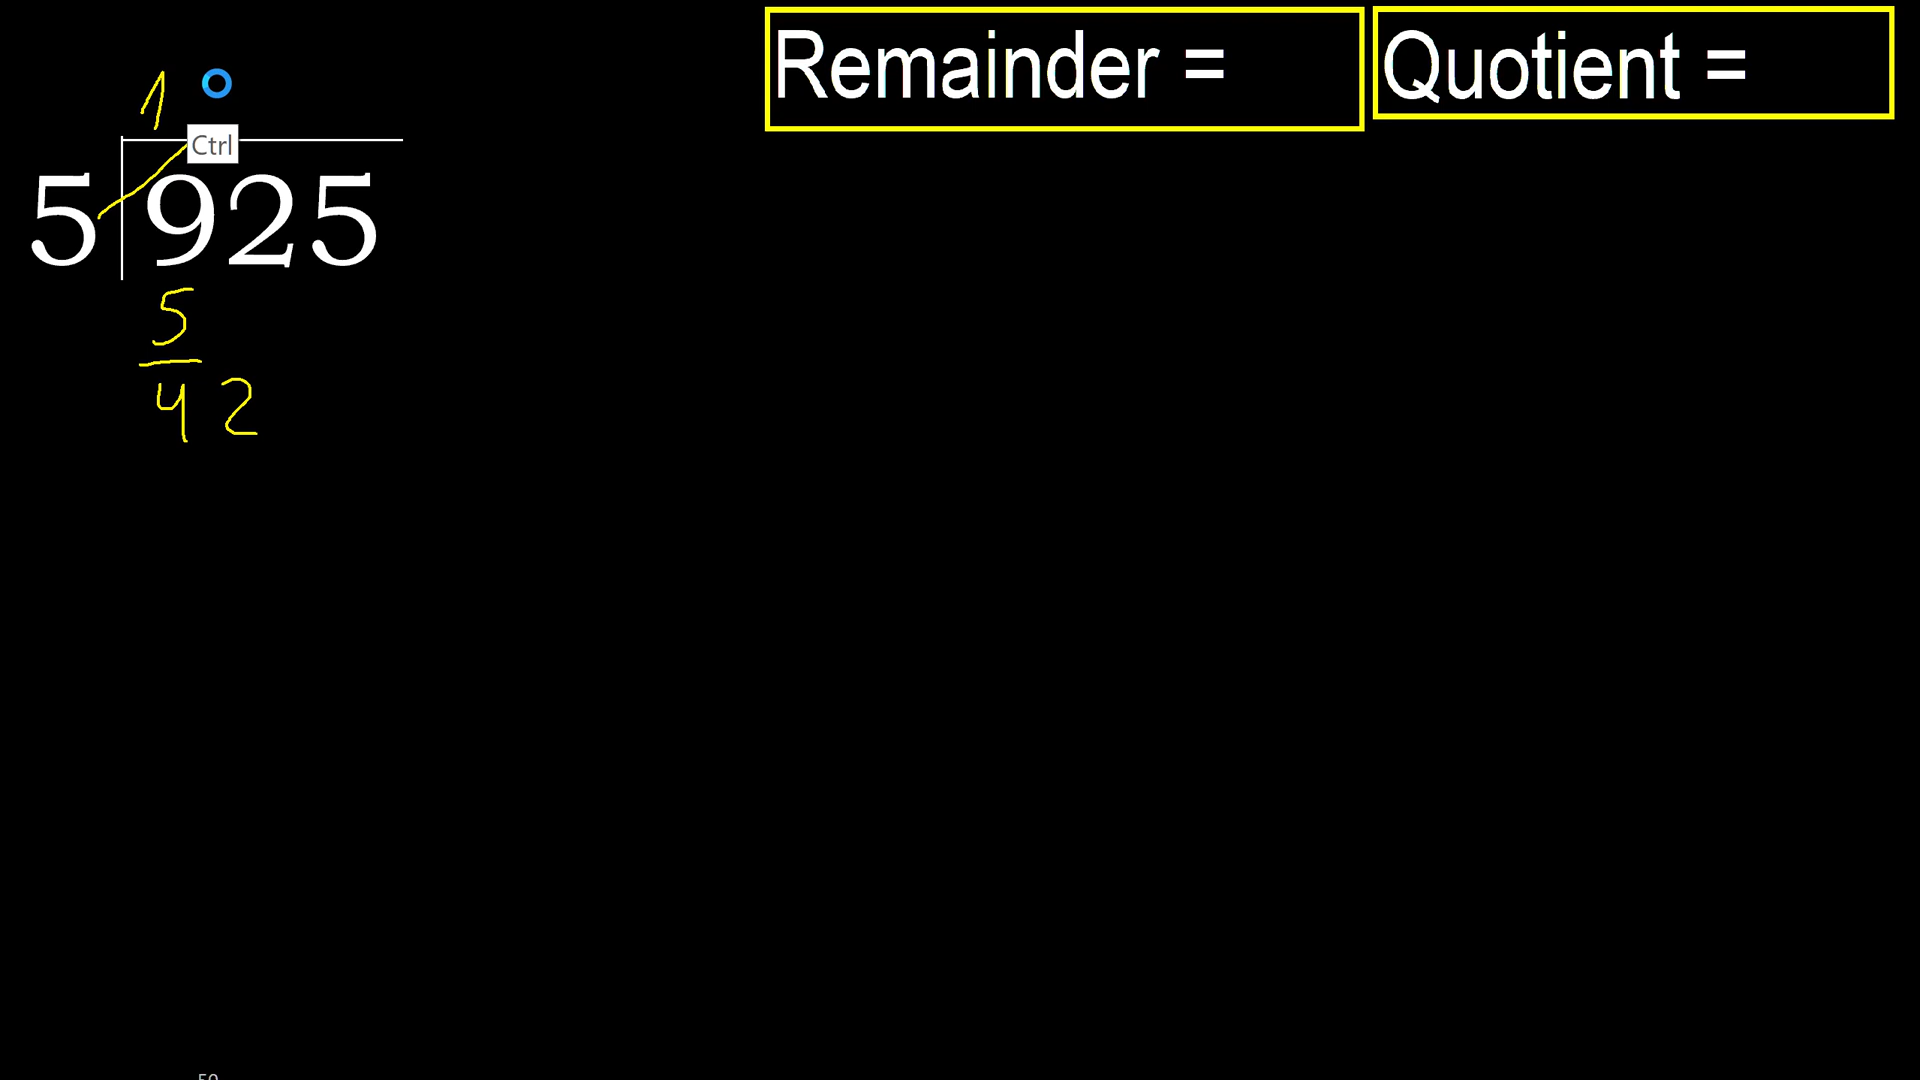 Remainder = Quotient =
1
Ctrl
5 925
5
42